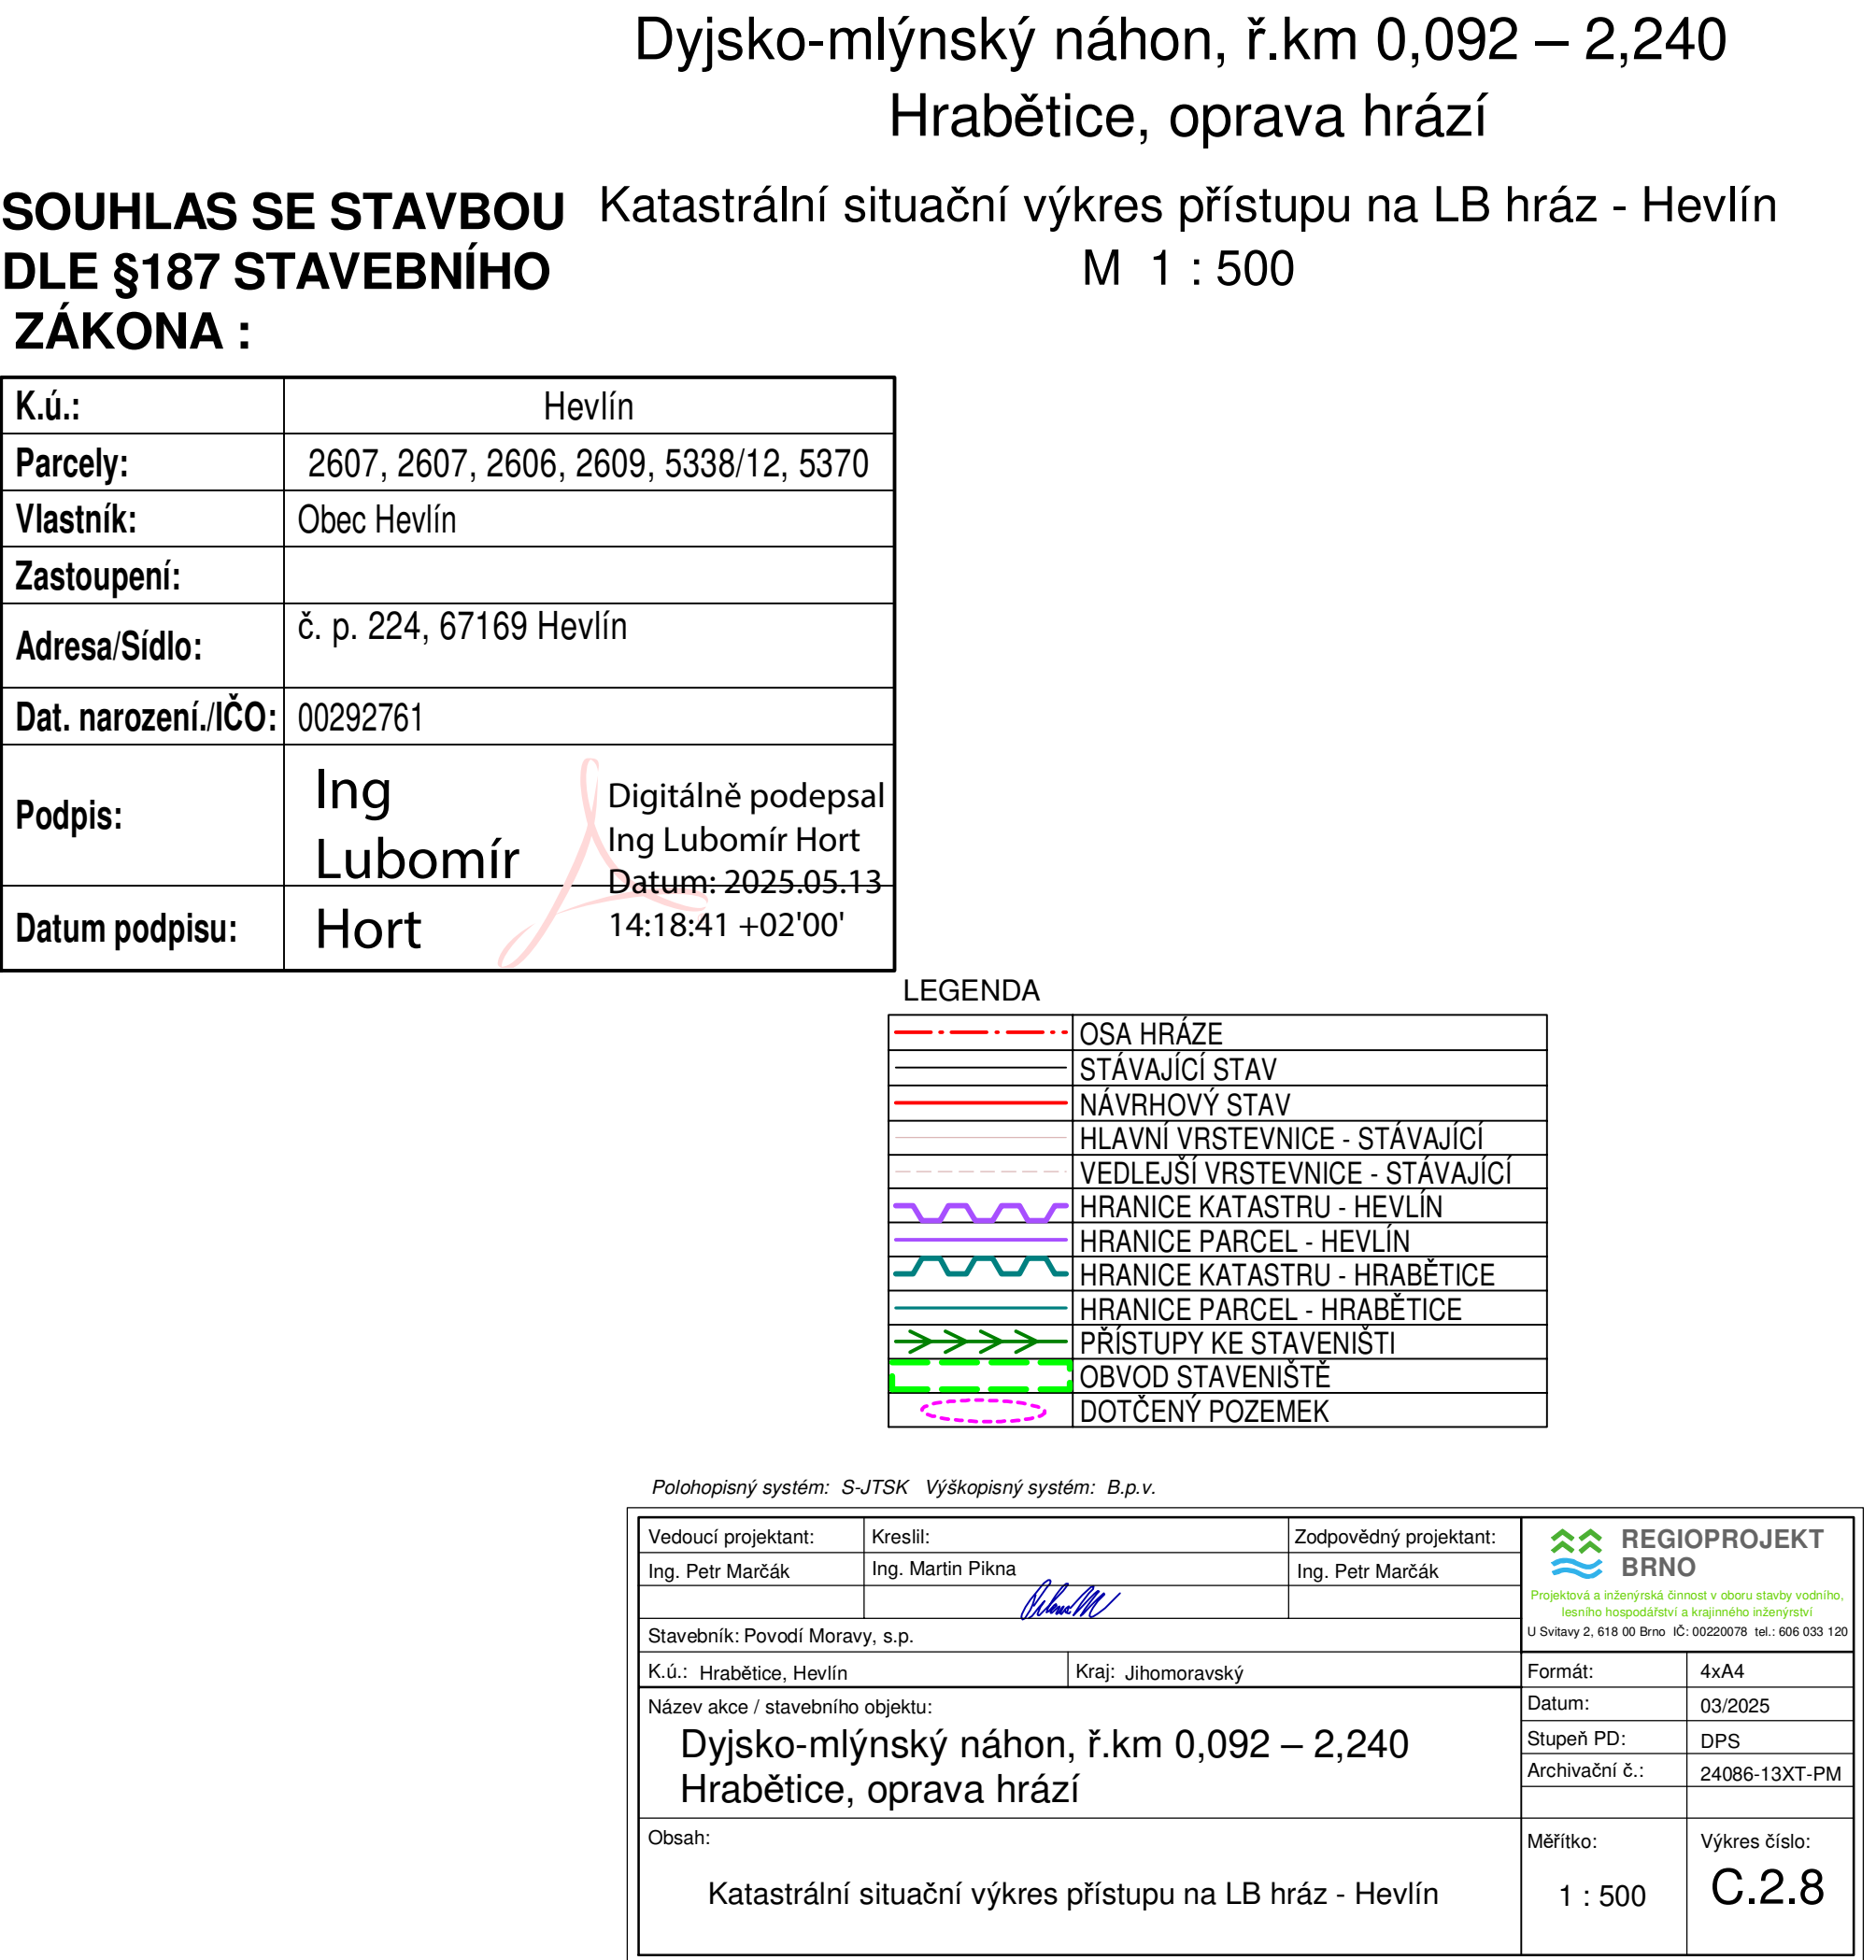 Dyjsko-mlýnský náhon, ř.km 0,092 – 2,240
Hrabětice, oprava hrází
Katastrální situační výkres přístupu na LB hráz - Hevlín
M 1 : 500
SOUHLAS SE STAVBOU
DLE §187 STAVEBNÍHO
ZÁKONA :
K.ú.: Hevlín
Parcely: 2607, 2607, 2606, 2609, 5338/12, 5370
Vlastník: Obec Hevlín
Zastoupení:
Adresa/Sídlo: č. p. 224, 67169 Hevlín
Dat. narození./IČO: 00292761
Podpis:
Ing
Lubomír
Hort
Digitálně podepsal
Ing Lubomír Hort
Datum: 2025.05.13
14:18:41 +02'00'
Datum podpisu:
LEGENDA
OSA HRÁZE
STÁVAJÍCÍ STAV
NÁVRHOVÝ STAV
HLAVNÍ VRSTEVNICE - STÁVAJÍCÍ
VEDLEJŠÍ VRSTEVNICE - STÁVAJÍCÍ
HRANICE KATASTRU - HEVLÍN
HRANICE PARCEL - HEVLÍN
HRANICE KATASTRU - HRABĚTICE
HRANICE PARCEL - HRABĚTICE
PŘÍSTUPY KE STAVENIŠTI
OBVOD STAVENIŠTĚ
DOTČENÝ POZEMEK
Polohopisný systém: S-JTSK Výškopisný systém: B.p.v.
Vedoucí projektant: Kreslil: Zodpovědný projektant:
Ing. Petr Marčák Ing. Martin Pikna Ing. Petr Marčák
REGIOPROJEKT
BRNO
Projektová a inženýrská činnost v oboru stavby vodního,
lesního hospodářství a krajinného inženýrství
U Svitavy 2, 618 00 Brno IČ: 00220078 tel.: 606 033 120
Stavebník: Povodí Moravy, s.p.
K.ú.: Hrabětice, Hevlín Kraj: Jihomoravský
Formát: 4xA4
Datum: 03/2025
Stupeň PD: DPS
Archivační č.: 24086-13XT-PM
Název akce / stavebního objektu:
Dyjsko-mlýnský náhon, ř.km 0,092 – 2,240
Hrabětice, oprava hrází
Obsah:
Katastrální situační výkres přístupu na LB hráz - Hevlín
Měřítko:
1 : 500
Výkres číslo:
C.2.8